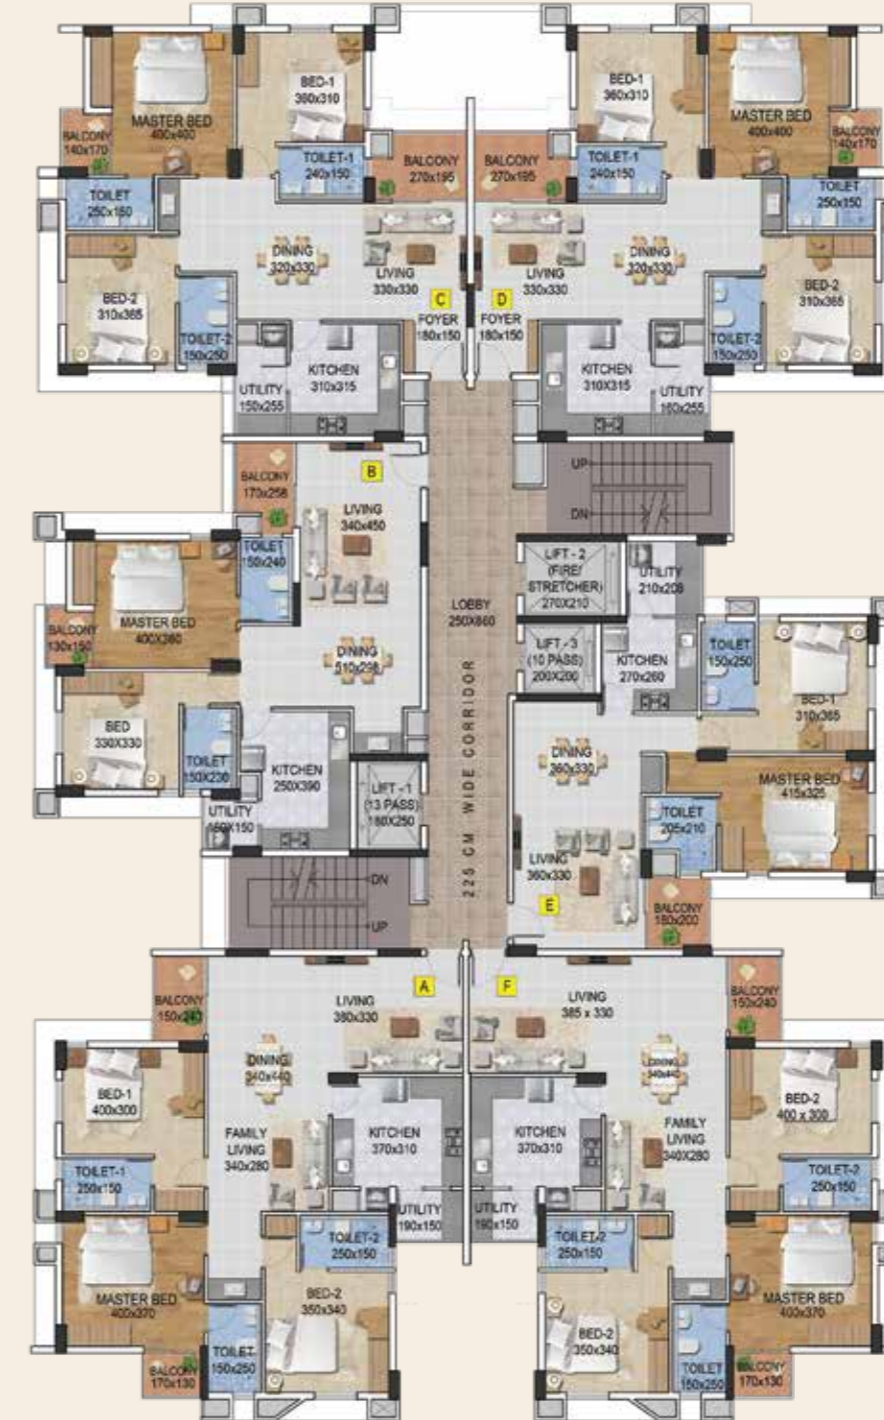 MASTER BED
400x400
BED-1
360x310
BALCONY
140x170
TOILET-1
240x150
BALCONY
270x195
TOILET
250x150
DINING
320x330
LIVING
330x330
C
FOYER
180x150
BED-2
310x365
TOILET-2
150x250
KITCHEN
310x315
UTILITY
150x255
BED-1
360x310
MASTER BED
400x400
BALCONY
140x170
BALCONY
270x195
TOILET-1
240x150
TOILET
250x150
LIVING
330x330
DINING
320x330
D
FOYER
180x150
BED-2
310x365
TOILET-2
150x250
KITCHEN
310X315
UTILITY
160x255
BALCONY
170x256
B
LIVING
340x450
TOILET
150x240
MASTER BED
400X360
BALCONY
130x150
DINING
510x298
BED
330X330
TOILET
150X230
KITCHEN
250X390
UTILITY
LIFT - 1
(13 PASS)
180X250
DN
UP
LOBBY
250X860
225 CM WIDE CORRIDOR
UP
DN
LIFT - 2
(FIRE/
STRETCHER)
270X210
LIFT - 3
(10 PASS)
200X200
UTILITY
210x208
KITCHEN
270x260
TOILET
150x250
BED-1
310x365
DINING
360x330
MASTER BED
415x325
TOILET
205x210
LIVING
360x330
E
BALCONY
180x200
A
LIVING
380x330
BALCONY
150x240
DINING
340x440
BED-1
400x300
FAMILY
LIVING
340x280
KITCHEN
370x310
TOILET-1
250x150
UTILITY
190x150
TOILET-2
250x150
MASTER BED
400x370
BED-2
350x340
TOILET
150x250
BALCONY
170x130
F
LIVING
385 x 330
BALCONY
150x240
DINING
340x440
BED-2
400 x 300
KITCHEN
370x310
FAMILY
LIVING
340X280
TOILET-2
250x150
UTILITY
190x150
TOILET-2
250x150
MASTER BED
400x370
BED-2
350x340
TOILET
150x250
BALCONY
170x130